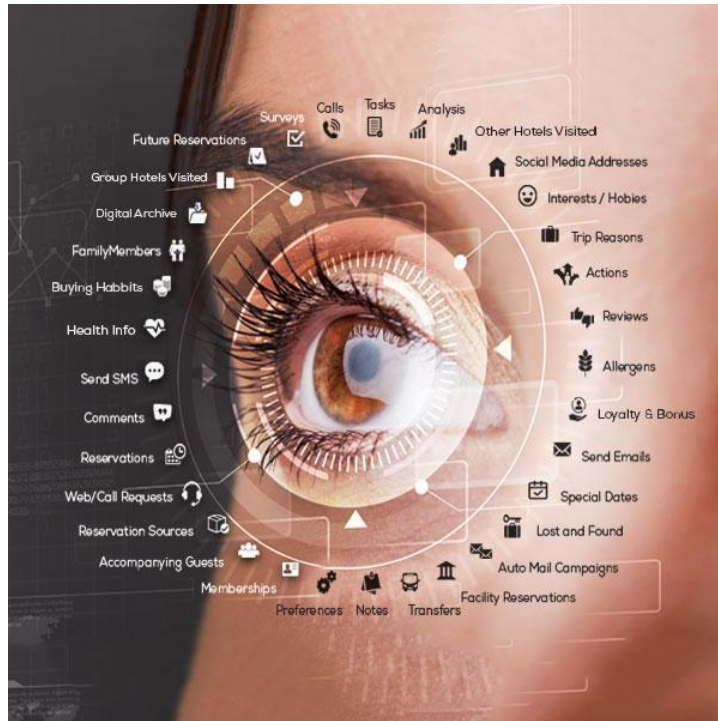 Calls
Tasks
Analysis
Surveys
Other Hotels Visited
Future Reservations
Social Media Addresses
Group Hotels Visited
Interests / Hobies
Digital Archive
Trip Reasons
FamilyMembers
Actions
Buying Habbits
Reviews
Health Info
Allergens
Send SMS
Loyalty & Bonus
Comments
Send Emails
Reservations
Special Dates
Web/Call Requests
Lost and Found
Reservation Sources
Auto Mail Campaigns
Accompanying Guests
Facility Reservations
Memberships
Preferences
Notes
Transfers